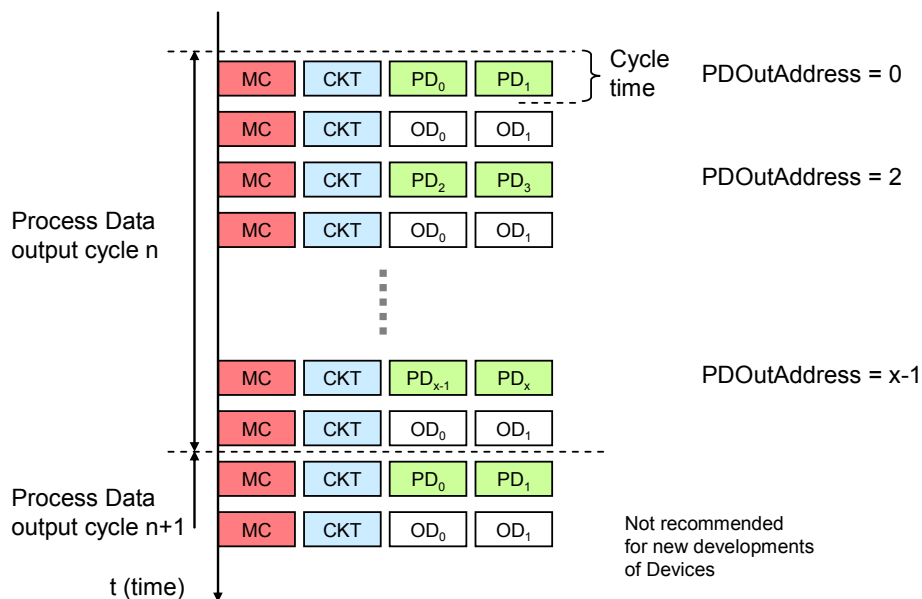 MC CKT PD₀ PD₁ Cycle time PDOutAddress = 0
MC CKT OD₀ OD₁
MC CKT PD₂ PD₃ PDOutAddress = 2
Process Data
output cycle n
MC CKT OD₀ OD₁
MC CKT PDₓ₋₁ PDₓ PDOutAddress = x-1
MC CKT OD₀ OD₁
MC CKT PD₀ PD₁
Process Data
output cycle n+1
MC CKT OD₀ OD₁
Not recommended
for new developments
of Devices
t (time)